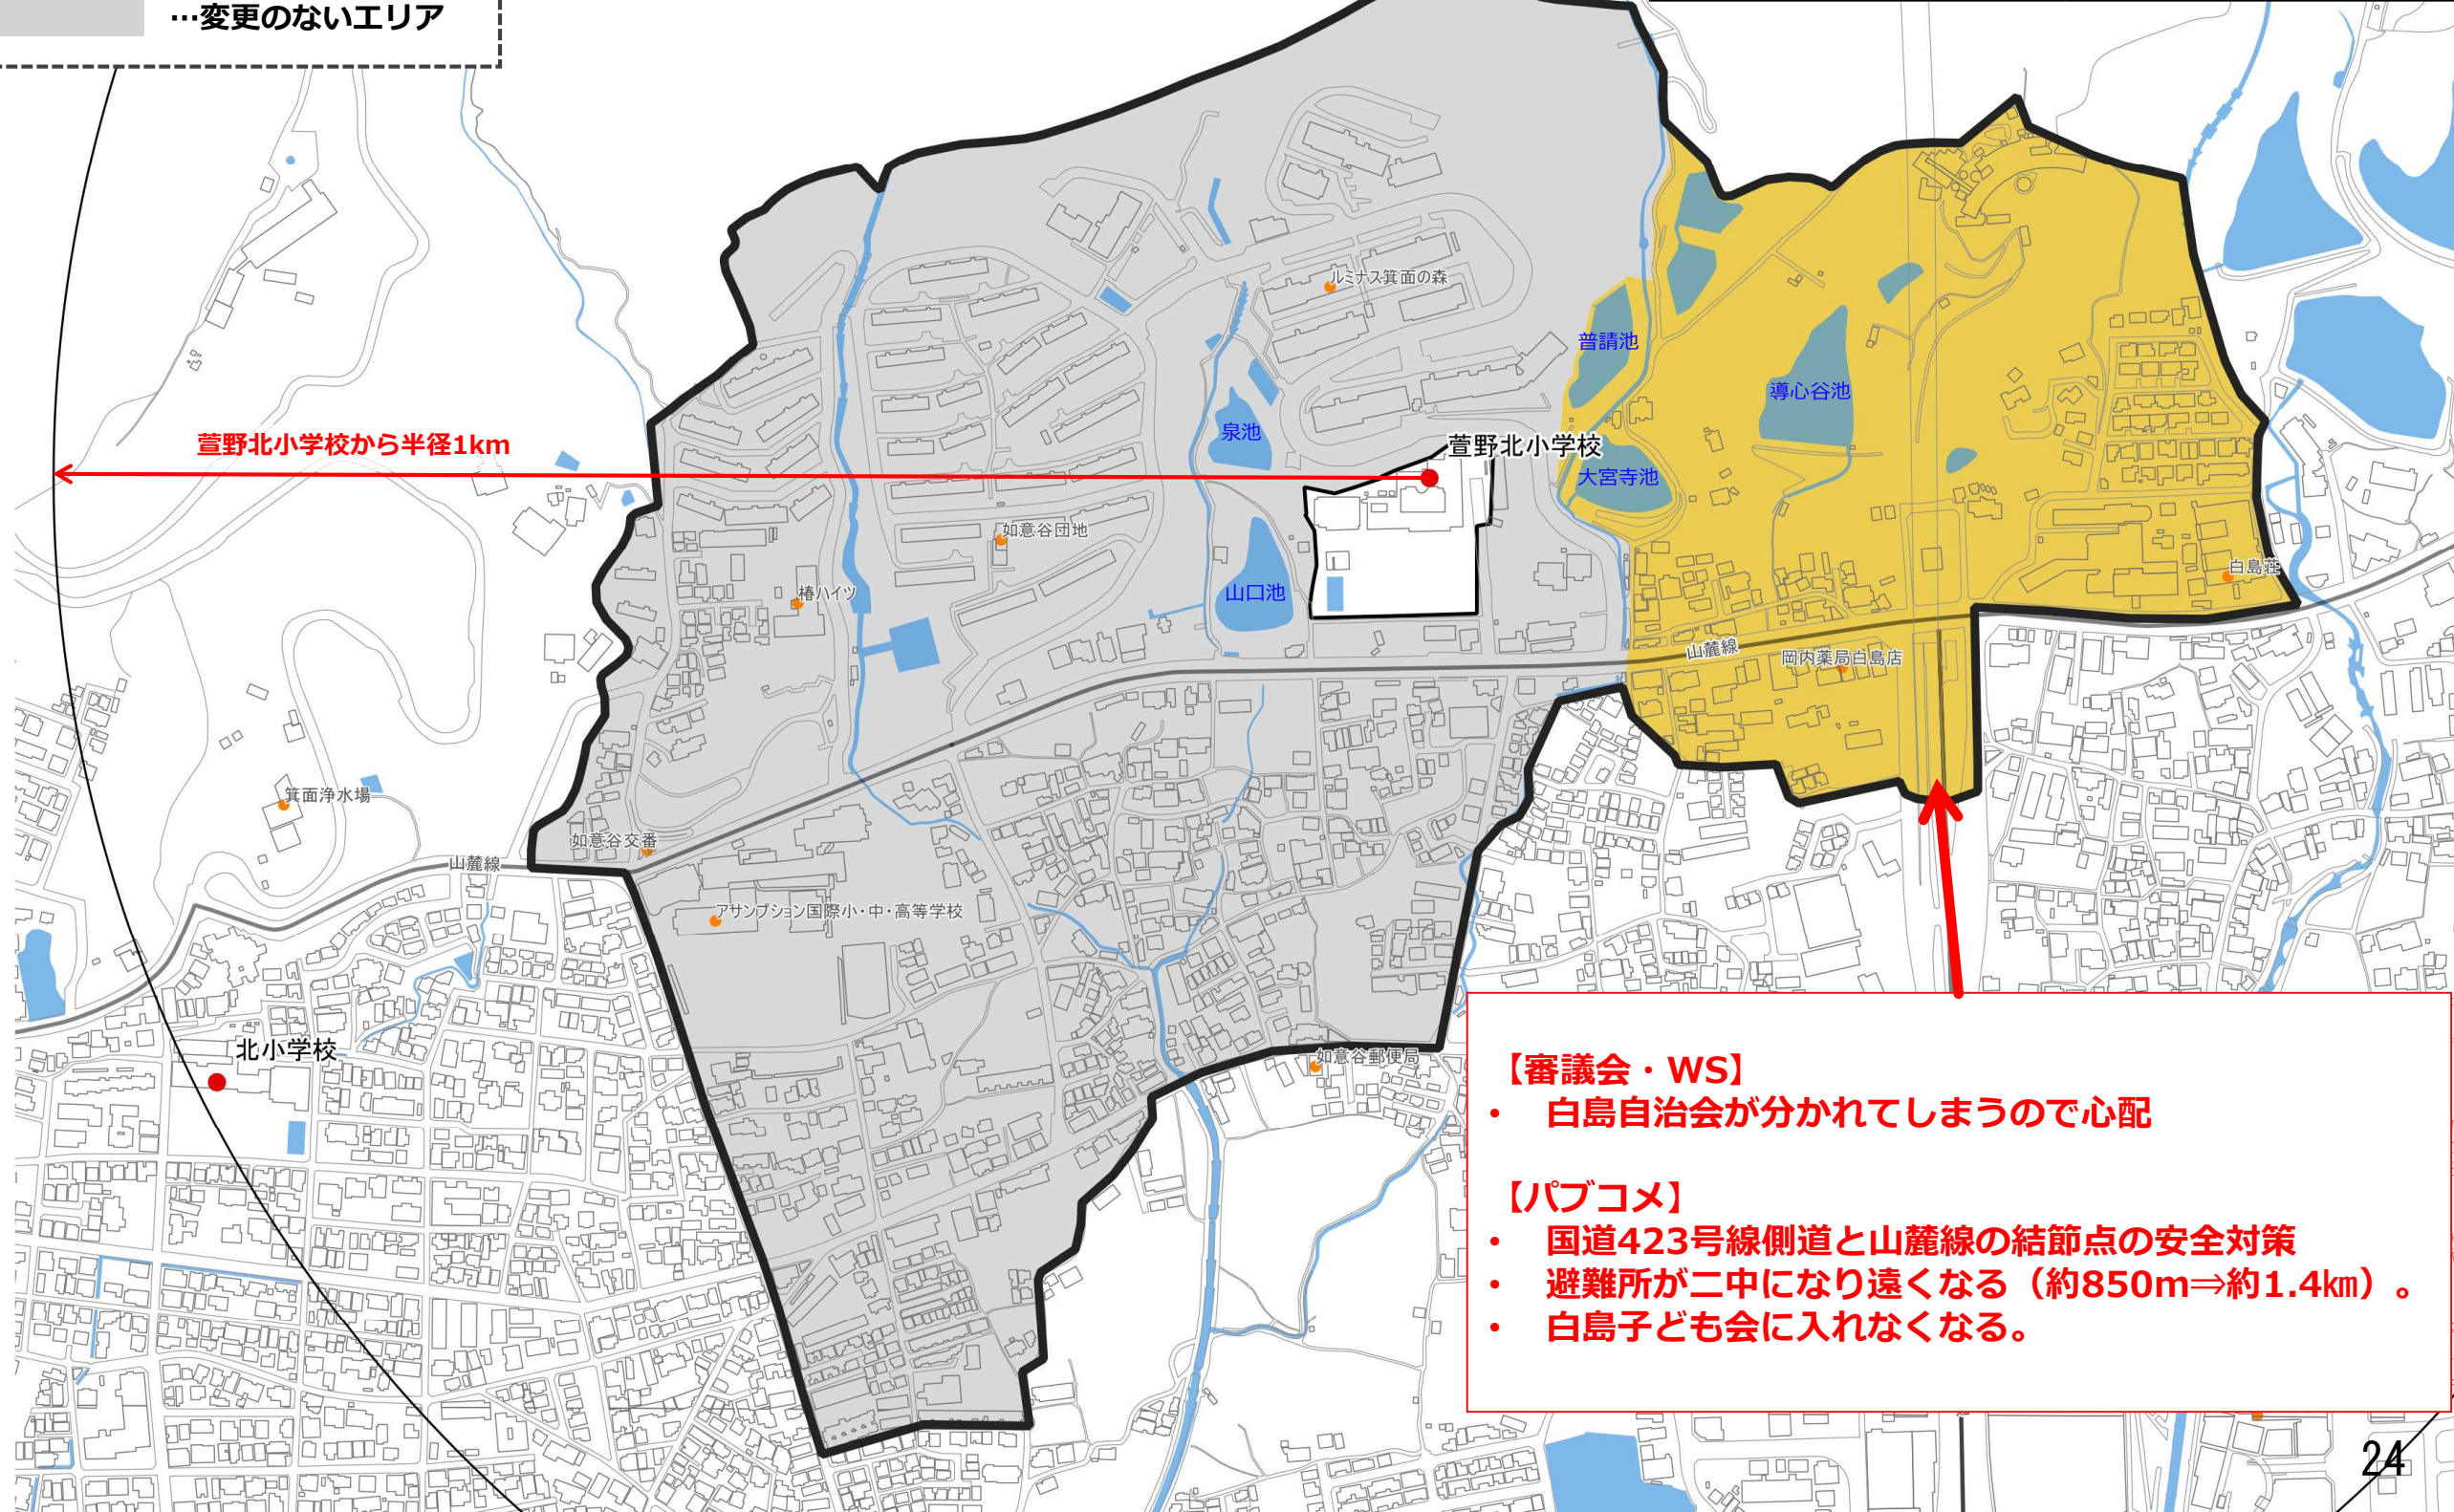 …変更のないエリア
ルミナス箕面の森
普請池
導心谷池
萱野北小学校から半径1km
泉池
萱野北小学校
大宮寺池
如意谷団地
白島荘
椿ハイツ
山口池
山麓線
岡内薬局白島店
箕面浄水場
如意谷交番
山麓線
アサンプション国際小・中・高等学校
北小学校
如意谷郵便局
【審議会・WS】
・ 白島自治会が分かれてしまうので心配
【パブコメ】
・ 国道423号線側道と山麓線の結節点の安全対策
・ 避難所が二中になり遠くなる（約850m⇒約1.4㎞）。
・ 白島子ども会に入れなくなる。
24